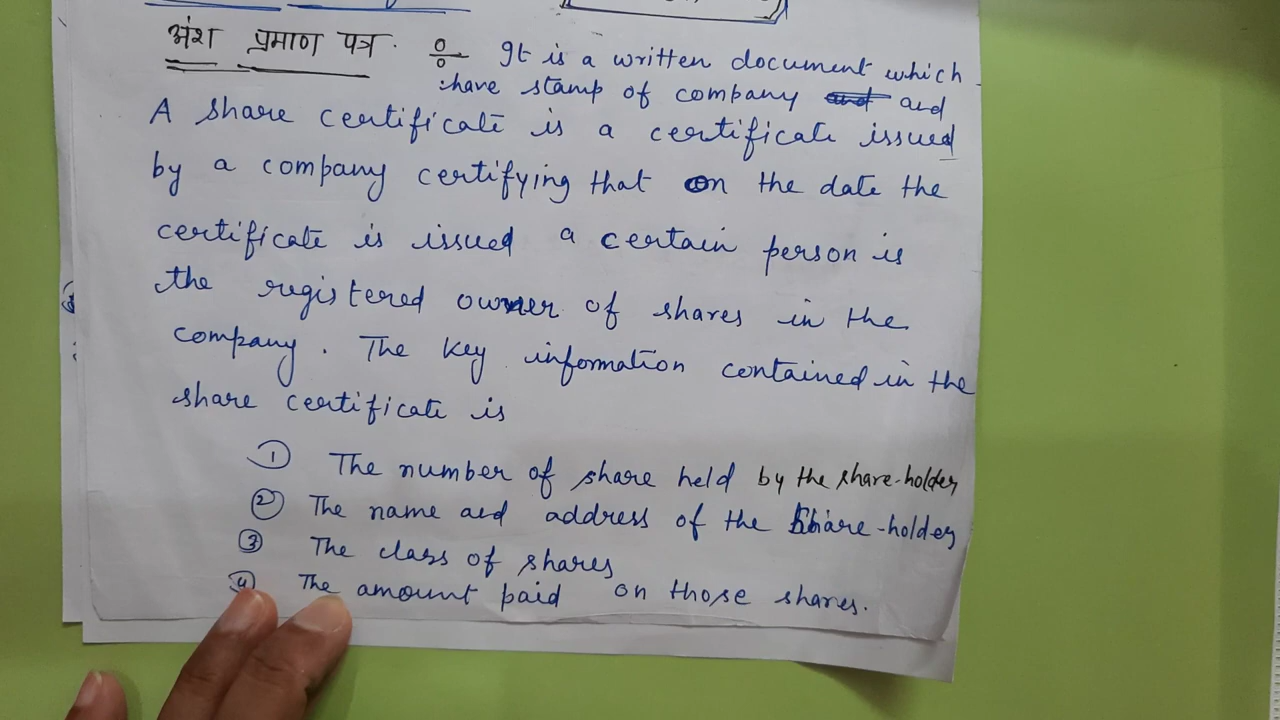 अंश प्रमाण पत्र. ÷ It is a written document which
have stamp of company and
A share certificate is a certificate issued
by a company certifying that on the date the
certificate is issued a certain person is
the registered owner of shares in the
company. The key information contained in the
share certificate is
① The number of share held by the share-holder
② The name and address of the share-holder
③ The class of shares
④ The amount paid on those shares.